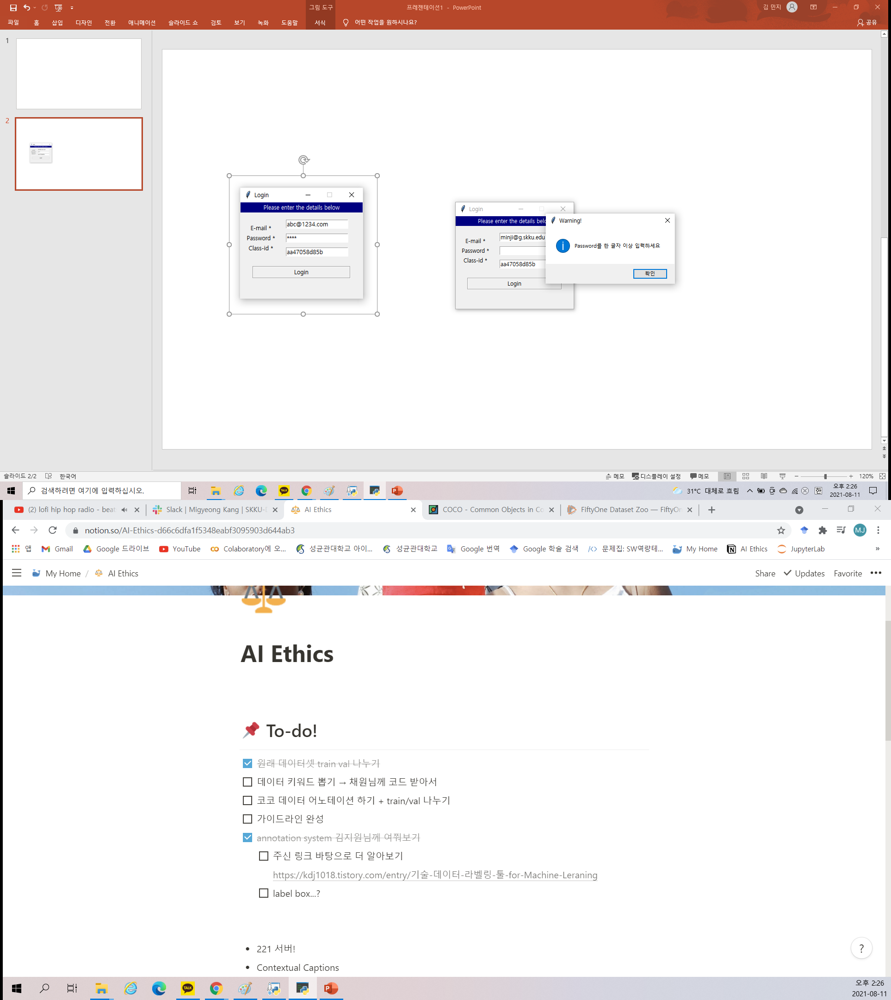 그림 도구
프레젠테이션1 - PowerPoint
김 민지
파일 홈 삽입 디자인 전환 애니메이션 슬라이드 쇼 검토 보기 녹화 도움말 서식 어떤 작업을 원하시나요? 공유
1
2
Login
Please enter the details below
E-mail * abc@1234.com
Password * ****
Class-id * aa47058d85b
Login
Login
Please enter the details belo
E-mail * minji@g.skku.edu
Password *
Class-id * aa47058d85b
Login
Warning!
Password를 한 글자 이상 입력하세요
확인
슬라이드 2/2 한국어 메모 디스플레이 설정 메모 120%
검색하려면 여기에 입력하십시오. TALK 31°C 대체로 흐림 한 오후 2:26
2021-08-11
(2) lofi hip hop radio - beat Slack | Migyeong Kang | SKKU- AI Ethics COCO - Common Objects in Co FiftyOne Dataset Zoo — FiftyOn
notion.so/AI-Ethics-d66c6dfa1f5348eabf3095903d644ab3 MJ
앱 Gmail Google 드라이브 YouTube Colaboratory에 오... 성균관대학교 아이... 성균관대학교 Google 번역 Google 학술 검색 문제집: SW역량테... My Home AI Ethics JupyterLab »
My Home / AI Ethics Share Updates Favorite
AI Ethics
To-do!
원래 데이터셋 train val 나누기
데이터 키워드 뽑기 → 채원님께 코드 받아서
코코 데이터 어노테이션 하기 + train/val 나누기
가이드라인 완성
annotation system 김지원님께 여쭤보기
주신 링크 바탕으로 더 알아보기
https://kdj1018.tistory.com/entry/기술-데이터-라벨링-툴-for-Machine-Leraning
label box...?
• 221 서버!
?
• Contextual Captions
TALK 오후 2:26
2021-08-11